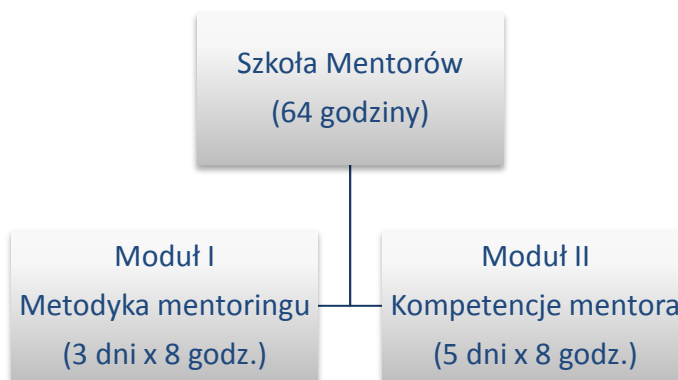 Szkoła Mentorów
(64 godziny)
Moduł I
Metodyka mentoringu
(3 dni x 8 godz.)
Moduł II
Kompetencje mentora
(5 dni x 8 godz.)